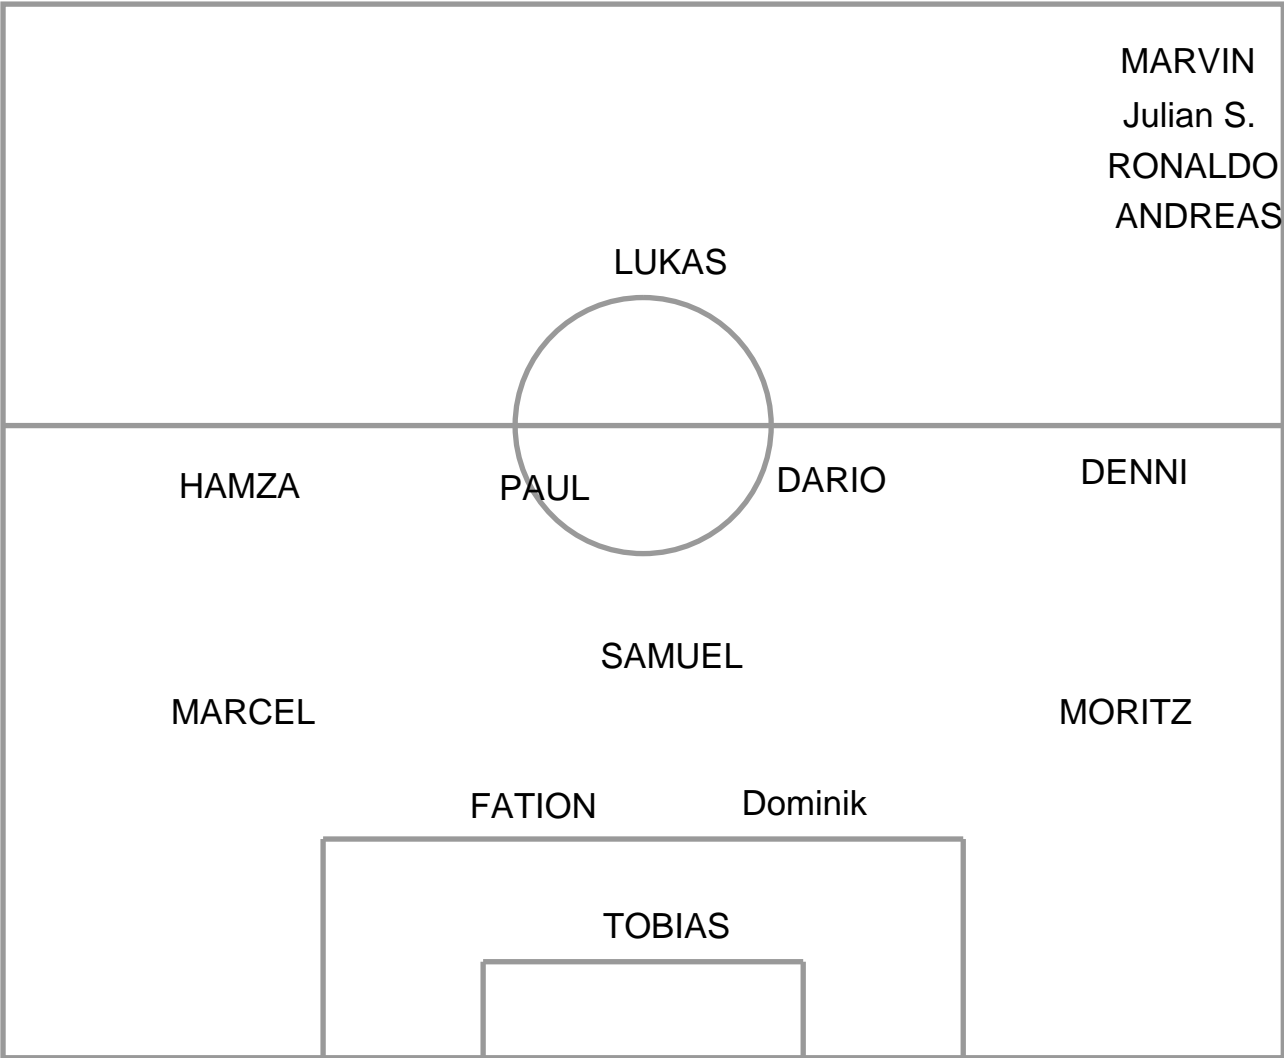 MARVIN
Julian S.
RONALDO
ANDREAS
LUKAS
HAMZA PAUL DARIO DENNI
SAMUEL
MARCEL MORITZ
FATION Dominik
TOBIAS